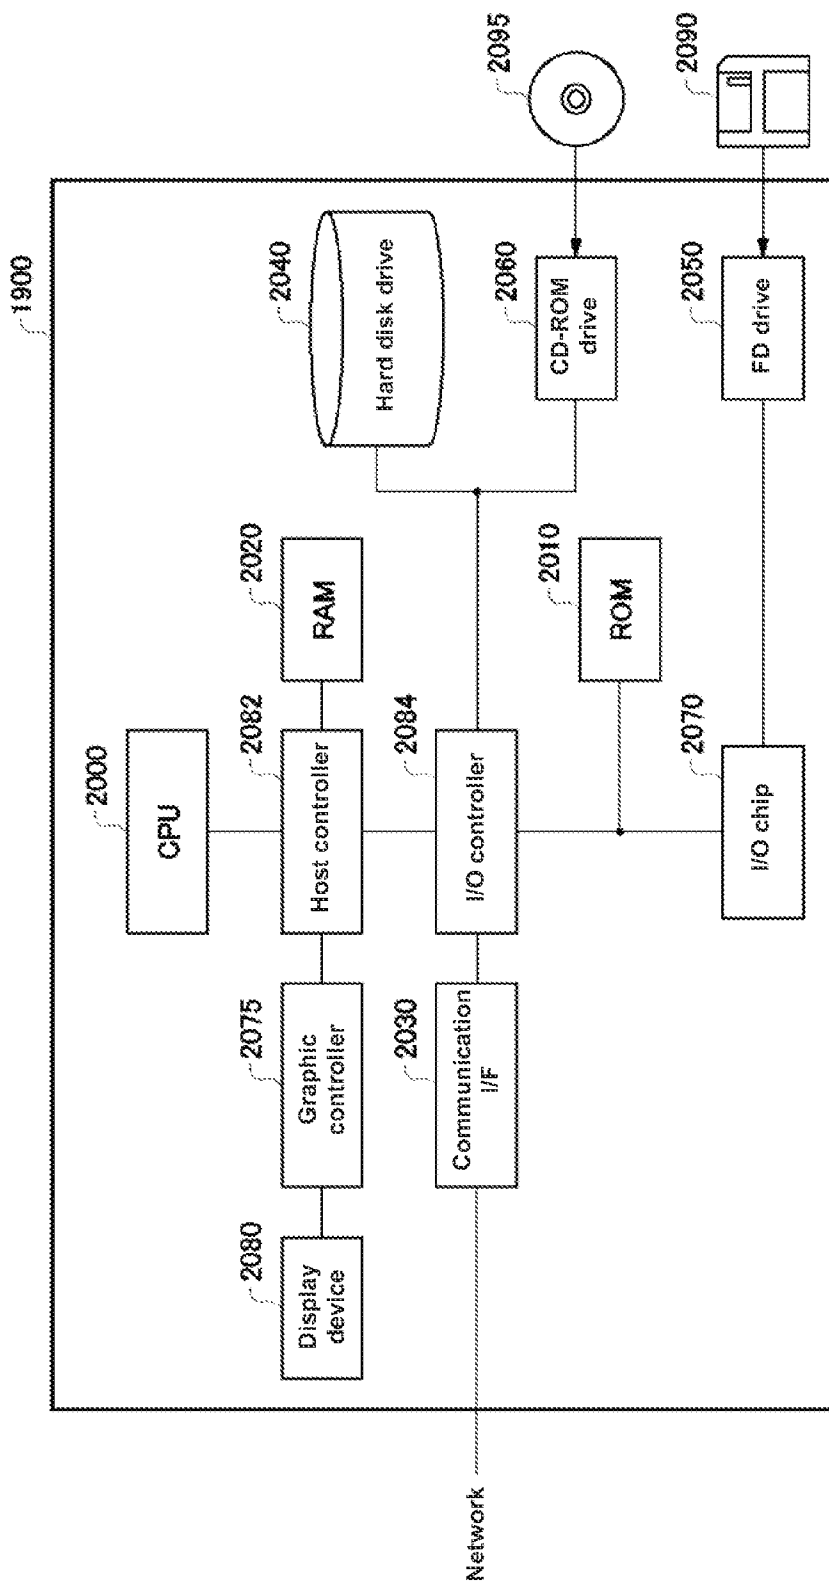 1900
2000
CPU
2080
Display
device
2075
Graphic
controller
2082
Host controller
2020
RAM
2040
Hard disk drive
Network
2030
Communication
I/F
2084
I/O controller
2060
CD-ROM
drive
2095
2010
ROM
2070
I/O chip
2050
FD drive
2090